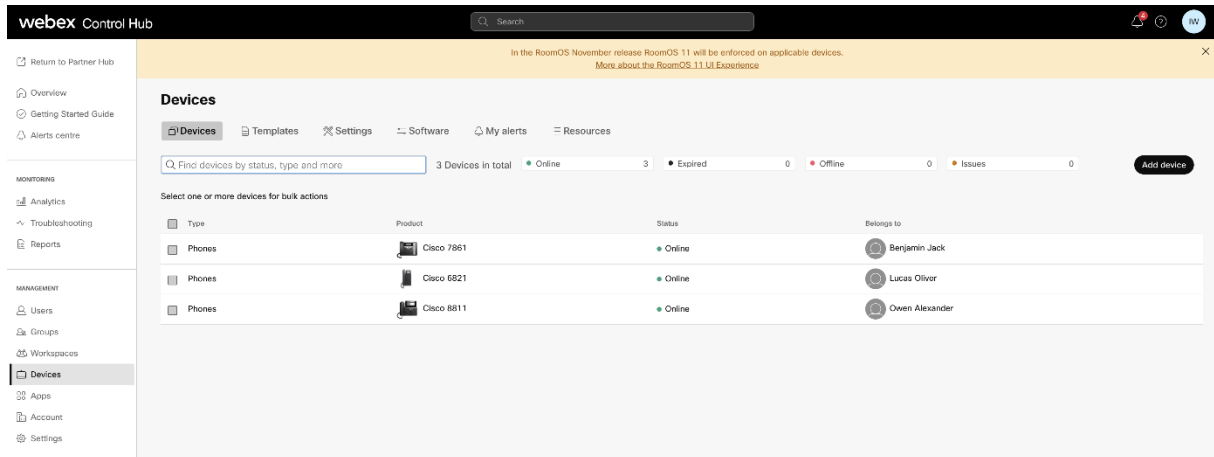 webex Control Hub
Search
4
IW
In the RoomOS November release RoomOS 11 will be enforced on applicable devices.
More about the RoomOS 11 UI Experience
Return to Partner Hub
Overview
Getting Started Guide
Alerts centre
MONITORING
Analytics
Troubleshooting
Reports
MANAGEMENT
Users
Groups
Workspaces
Devices
Apps
Account
Settings
Devices
Devices Templates Settings Software My alerts Resources
Find devices by status, type and more 3 Devices in total Online 3 Expired 0 Offline 0 Issues 0 Add device
Select one or more devices for bulk actions
Type Product Status Belongs to
Phones Cisco 7861 Online Benjamin Jack
Phones Cisco 6821 Online Lucas Oliver
Phones Cisco 8811 Online Owen Alexander